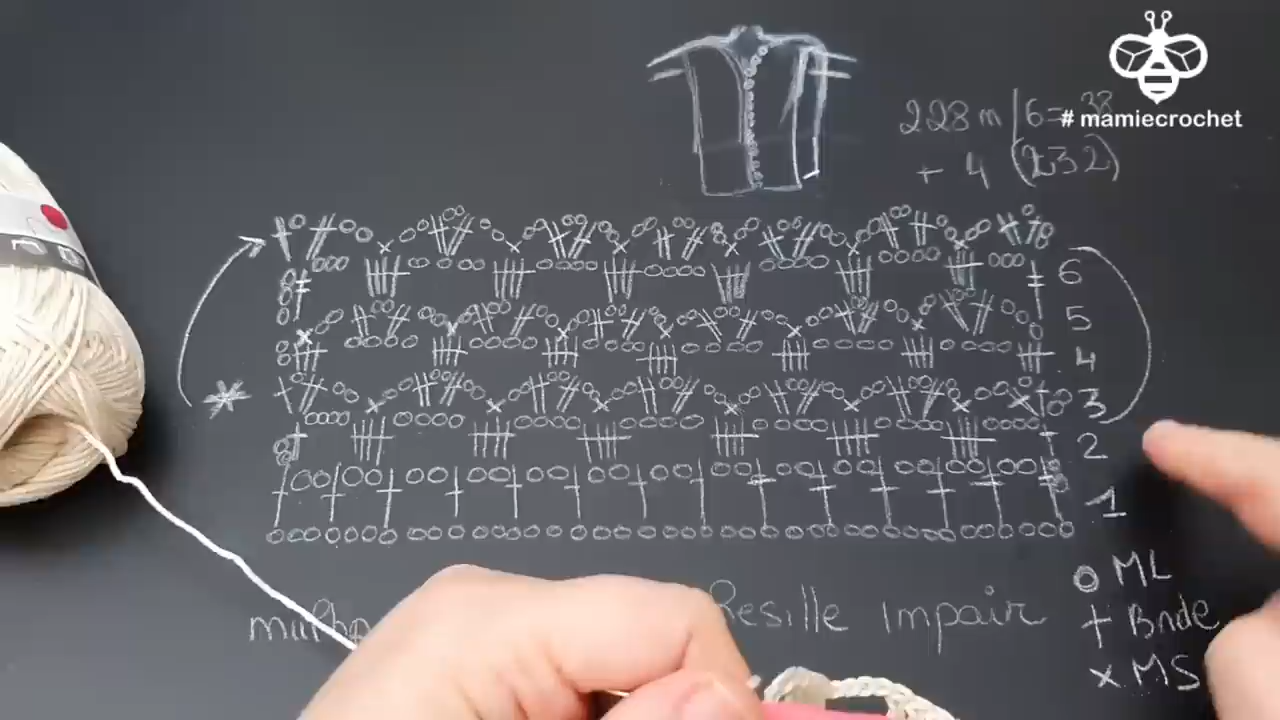 # mamiecrochet
228 m / 6 = 38
+ 4 (232)
6
5
4
3
2
1
ML
Resille Impair
+ Bride
x MS